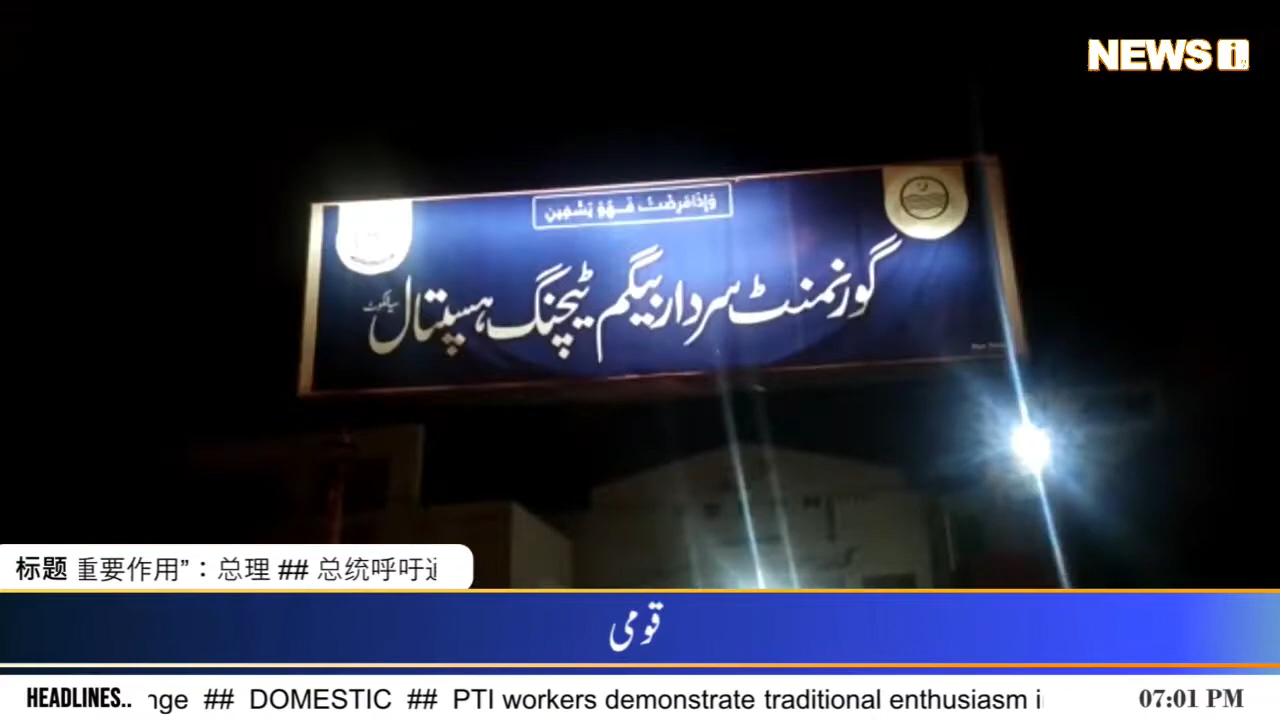 NEWS i
وَإِذَا مَرِضْتُ فَهُوَ يَشْفِينِ
گورنمنٹ سردار بیگم ٹیچنگ ہسپتال سیالکوٹ
标题 重要作用”：总理 ## 总统呼吁
قومی
HEADLINES.. nge ## DOMESTIC ## PTI workers demonstrate traditional enthusiasm i
07:01 PM